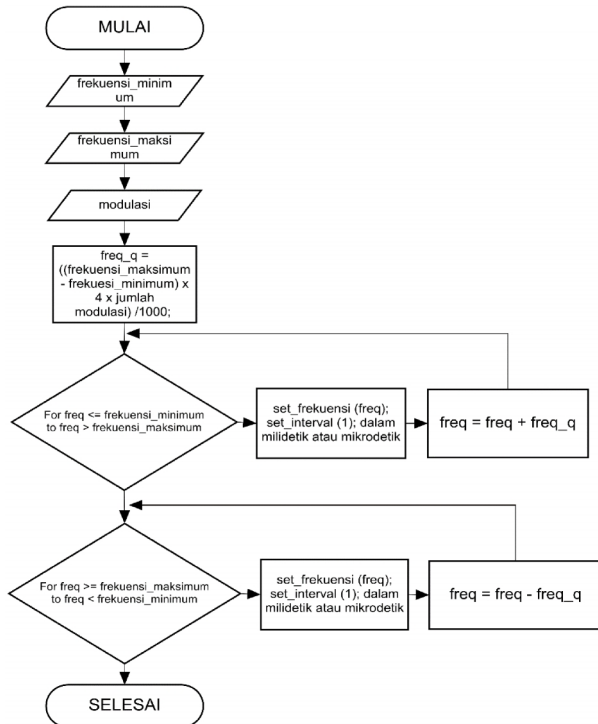 MULAI
frekuensi_minim
um
frekuensi_maksi
mum
modulasi
freq_q =
((frekuensi_maksimum
- frekuesi_minimum) x
4 x jumlah
modulasi) /1000;
For freq <= frekuensi_minimum
to freq > frekuensi_maksumum
set_frekuensi (freq);
set_interval (1); dalam
milidetik atau mikrodetik
freq = freq + freq_q
For freq >= frekuensi_maksimum
to freq < frekuensi_minimum
set_frekuensi (freq);
set_interval (1); dalam
milidetik atau mikrodetik
freq = freq - freq_q
SELESAI